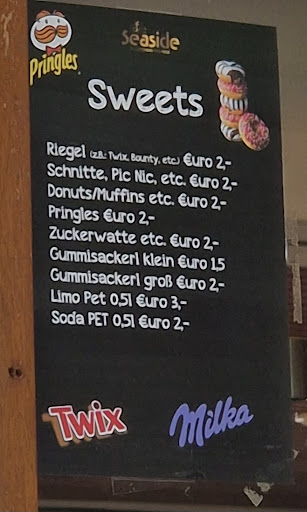 Seaside
Pringles
Sweets
Riegel (z.B.: Twix, Bounty, etc.) €uro 2,-
Schnitte, Pic Nic, etc. €uro 2,-
Donuts/Muffins etc. €uro 2,-
Pringles €uro 2,-
Zuckerwatte etc. €uro 2,-
Gummisackerl klein €uro 1,5
Gummisackerl groß €uro 2,-
Limo Pet 0,5l €uro 3,-
Soda PET 0,5l €uro 2,-
Twix
Milka